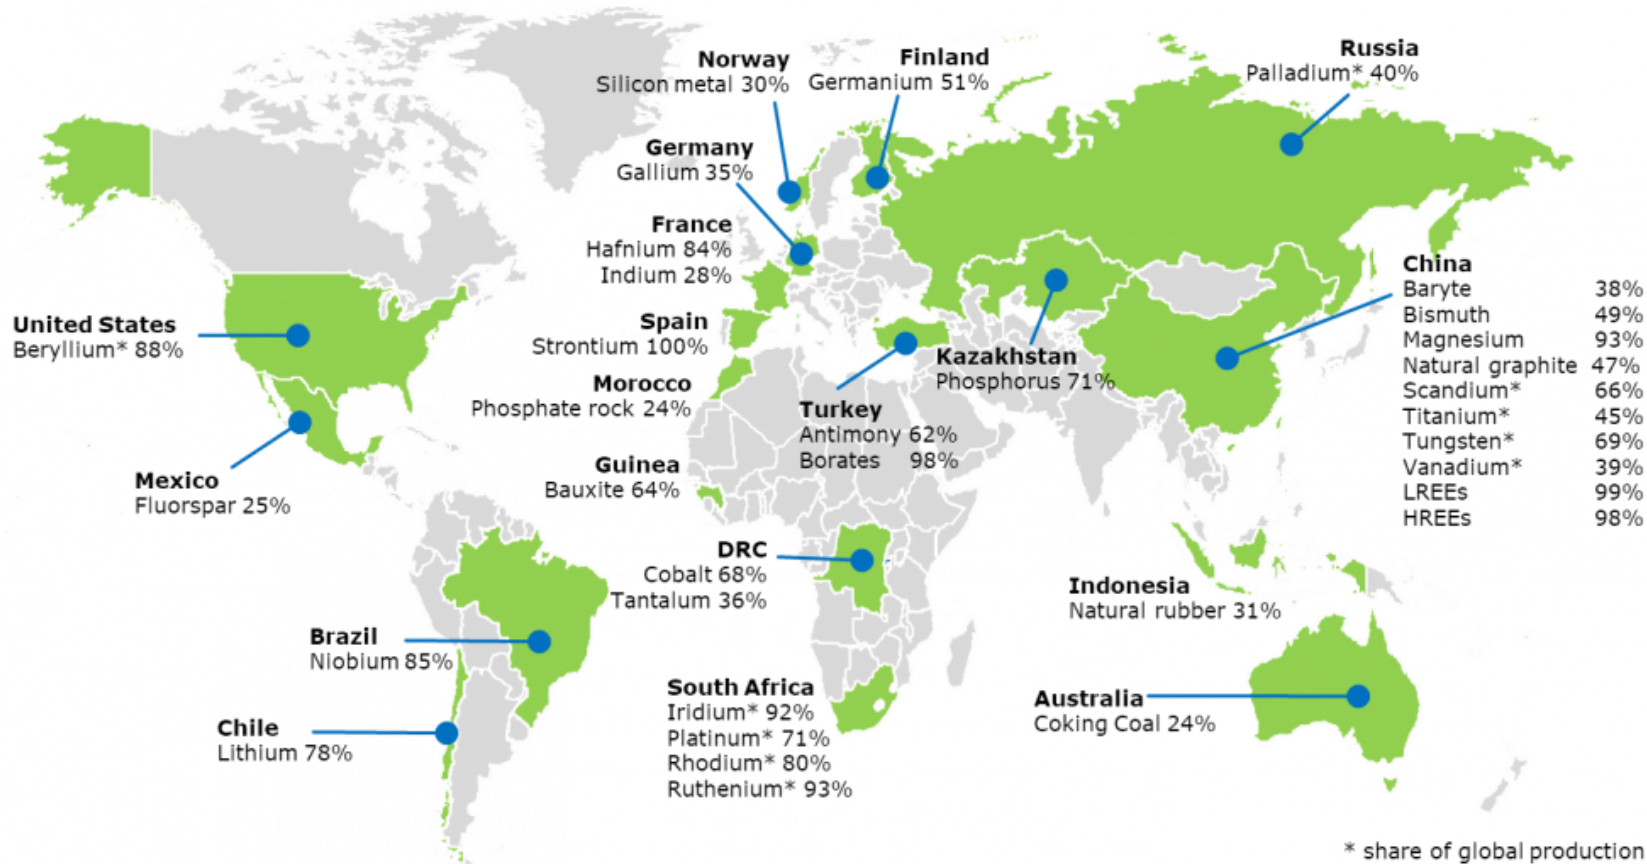 Norway
Silicon metal 30%
Finland
Germanium 51%
Russia
Palladium* 40%
Germany
Gallium 35%
France
Hafnium 84%
Indium 28%
China
Baryte 38%
Bismuth 49%
Magnesium 93%
Natural graphite 47%
Scandium* 66%
Titanium* 45%
Tungsten* 69%
Vanadium* 39%
LREEs 99%
HREEs 98%
United States
Beryllium* 88%
Spain
Strontium 100%
Kazakhstan
Phosphorus 71%
Morocco
Phosphate rock 24%
Turkey
Antimony 62%
Borates 98%
Mexico
Fluorspar 25%
Guinea
Bauxite 64%
DRC
Cobalt 68%
Tantalum 36%
Indonesia
Natural rubber 31%
Brazil
Niobium 85%
South Africa
Iridium* 92%
Platinum* 71%
Rhodium* 80%
Ruthenium* 93%
Australia
Coking Coal 24%
Chile
Lithium 78%
* share of global production